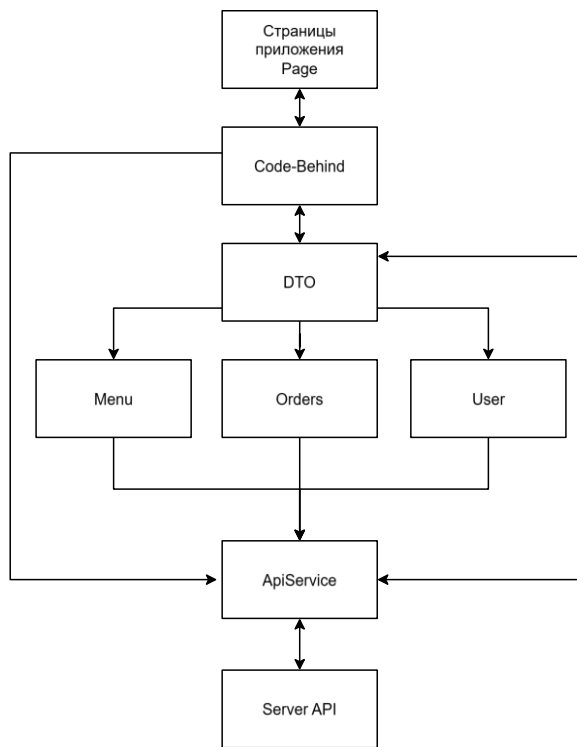 Страницы
приложения
Page
Code-Behind
DTO
Menu
Orders
User
ApiService
Server API